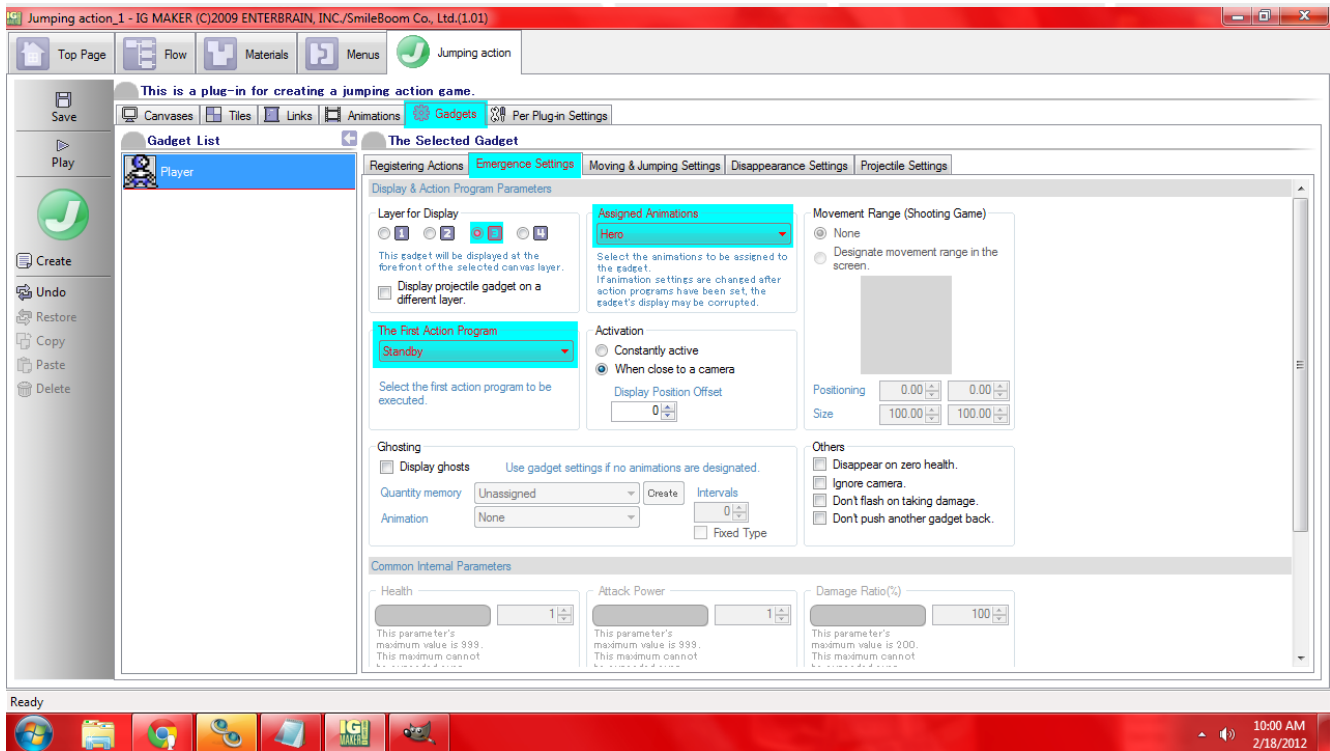 Jumping action_1 - IG MAKER (C)2009 ENTERBRAIN, INC./SmileBoom Co., Ltd.(1.01)
Top Page
Flow
Materials
Menus
Jumping action
This is a plug-in for creating a jumping action game.
Save
Play
Create
Undo
Restore
Copy
Paste
Delete
Canvases
Tiles
Links
Animations
Gadgets
Per Plug-in Settings
Gadget List
Player
The Selected Gadget
Registering Actions
Emergence Settings
Moving & Jumping Settings
Disappearance Settings
Projectile Settings
Display & Action Program Parameters
Layer for Display
1
2
3
4
This gadget will be displayed at the
forefront of the selected canvas layer.
Display projectile gadget on a
different layer.
Assigned Animations
Hero
Select the animations to be assigned to
the gadget.
If animation settings are changed after
action programs have been set, the
gadget's display may be corrupted.
Movement Range (Shooting Game)
None
Designate movement range in the
screen.
Positioning
0.00
0.00
Size
100.00
100.00
The First Action Program
Standby
Select the first action program to be
executed.
Activation
Constantly active
When close to a camera
Display Position Offset
0
Ghosting
Display ghosts
Use gadget settings if no animations are designated.
Quantity memory
Unassigned
Create
Intervals
0
Animation
None
Fixed Type
Others
Disappear on zero health.
Ignore camera.
Don't flash on taking damage.
Don't push another gadget back.
Common Internal Parameters
Health
1
This parameter's
maximum value is 999.
This maximum cannot
Attack Power
1
This parameter's
maximum value is 999.
This maximum cannot
Damage Ratio(%)
100
This parameter's
maximum value is 200.
This maximum cannot
Ready
IG
MAKER
10:00 AM
2/18/2012